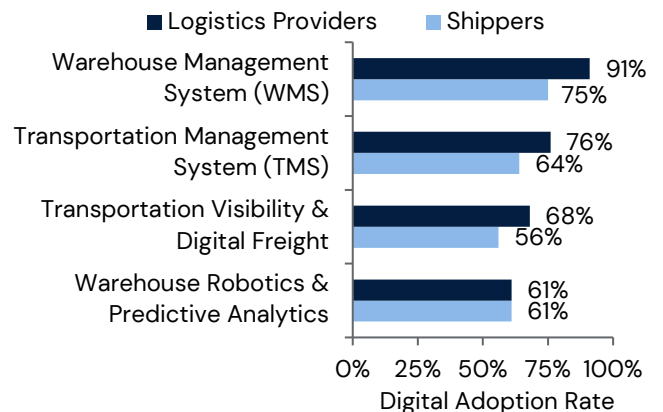 Logistics Providers Shippers
Warehouse Management
System (WMS)
91%
75%
Transportation Management
System (TMS)
76%
64%
Transportation Visibility &
Digital Freight
68%
56%
Warehouse Robotics &
Predictive Analytics
61%
61%
0% 25% 50% 75% 100%
Digital Adoption Rate